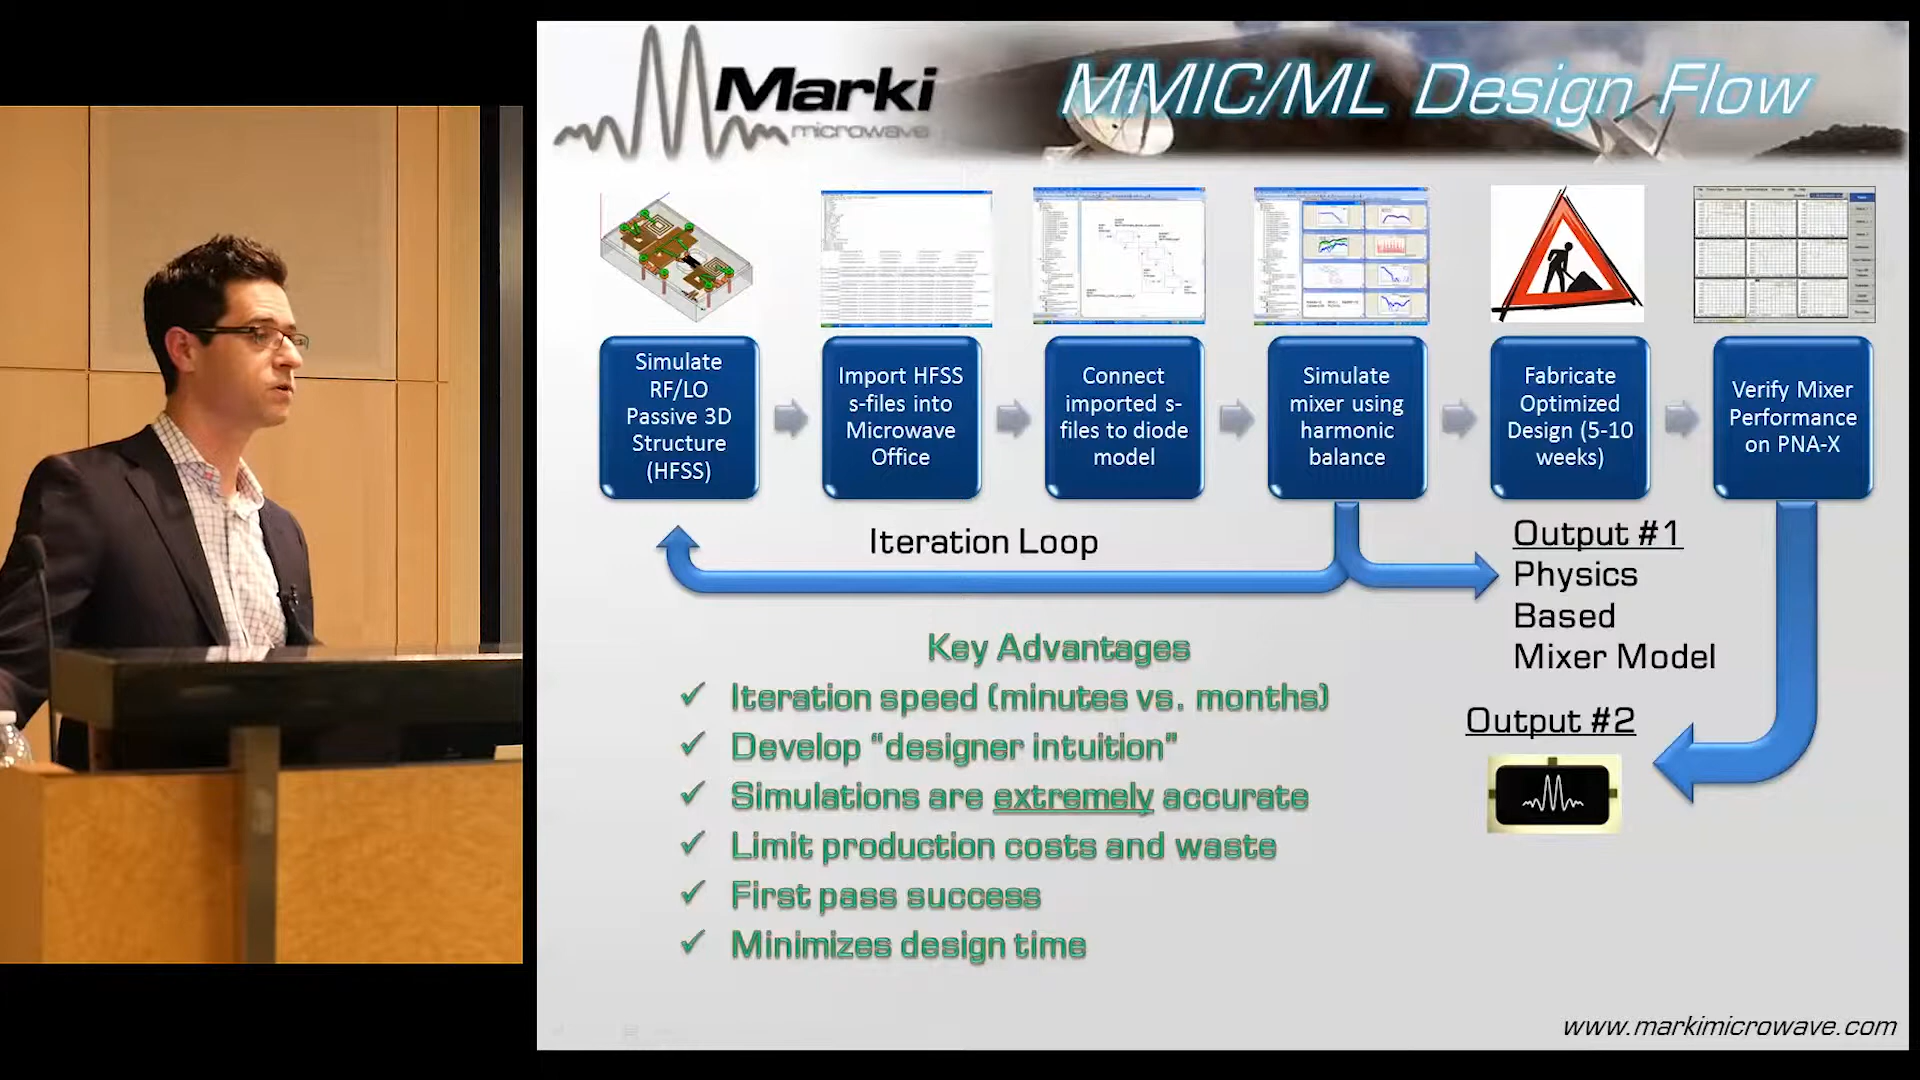 Marki
microwave
MMIC/ML Design Flow
Simulate
RF/LO
Passive 3D
Structure
(HFSS)
Import HFSS
s-files into
Microwave
Office
Connect
imported s-
files to diode
model
Simulate
mixer using
harmonic
balance
Fabricate
Optimized
Design (5-10
weeks)
Verify Mixer
Performance
on PNA-X
Iteration Loop
Output #1
Physics
Based
Mixer Model
Output #2
Key Advantages
✓ Iteration speed (minutes vs. months)
✓ Develop “designer intuition”
✓ Simulations are extremely accurate
✓ Limit production costs and waste
✓ First pass success
✓ Minimizes design time
www.markimicrowave.com